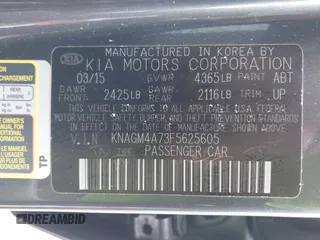 MANUFACTURED IN KOREA BY
KIA KIA MOTORS CORPORATION
03/15 GVWR 4365LB PAINT ABT
GAWR FRONT 2425LB GAWR 2116LB TRIM UP
THIS VEHICLE CONFORMS TO ALL APPLICABLE U.S.A. FEDERAL
MOTOR VEHICLE SAFETY, BUMPER, AND THEFT PREVENTION
STANDARDS IN EFFECT ON THE DATE OF MANUFACTURE
SHOWN ABOVE.
V.I.N KNAGM4A73F5625605
TYPE PASSENGER CAR
TP
DREAMBID